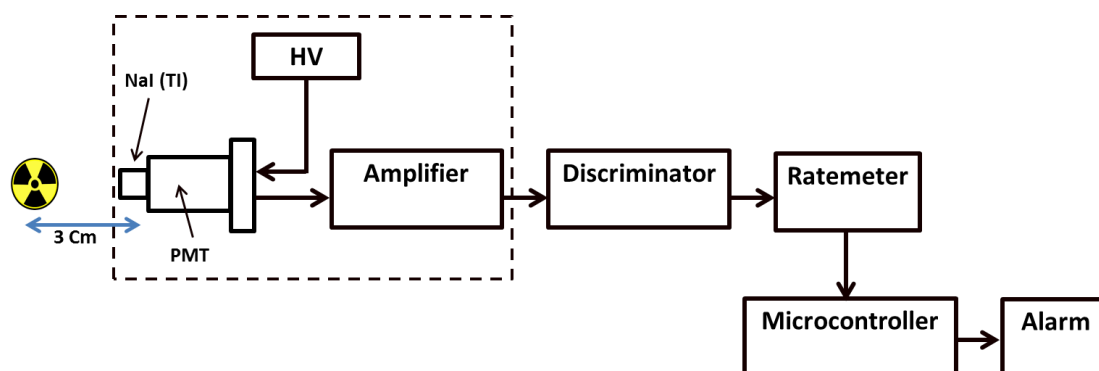 HV
NaI (TI)
Amplifier
Discriminator
Ratemeter
3 Cm
PMT
Microcontroller
Alarm